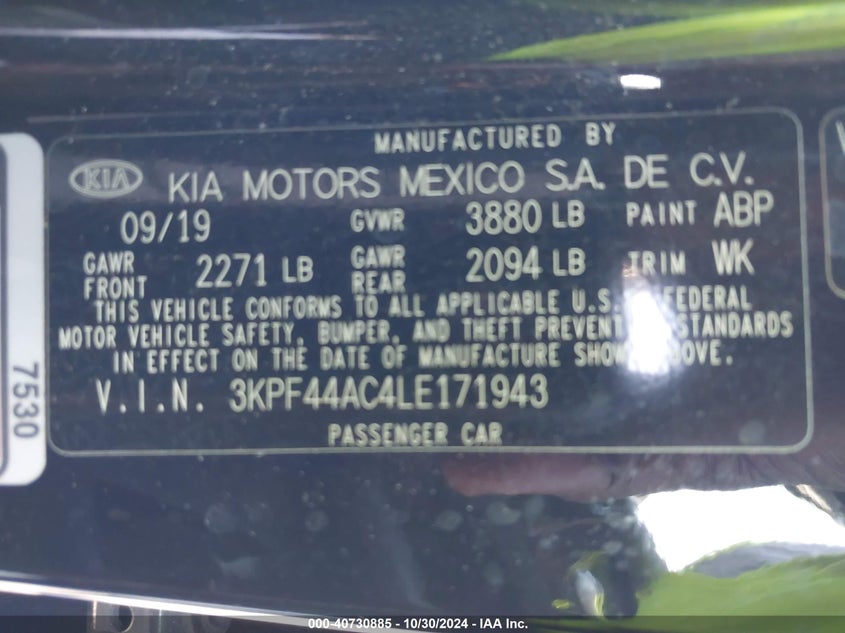 MANUFACTURED BY
KIA KIA MOTORS MEXICO S.A. DE C.V.
09/19 GVWR 3880 LB PAINT ABP
GAWR FRONT 2271 LB GAWR REAR 2094 LB TRIM WK
THIS VEHICLE CONFORMS TO ALL APPLICABLE U.S. FEDERAL
MOTOR VEHICLE SAFETY, BUMPER, AND THEFT PREVENT STANDARDS
IN EFFECT ON THE DATE OF MANUFACTURE SHOW ABOVE.
V.I.N. 3KPF44AC4LE171943
PASSENGER CAR
7530
000-40730885 - 10/30/2024 - IAA Inc.